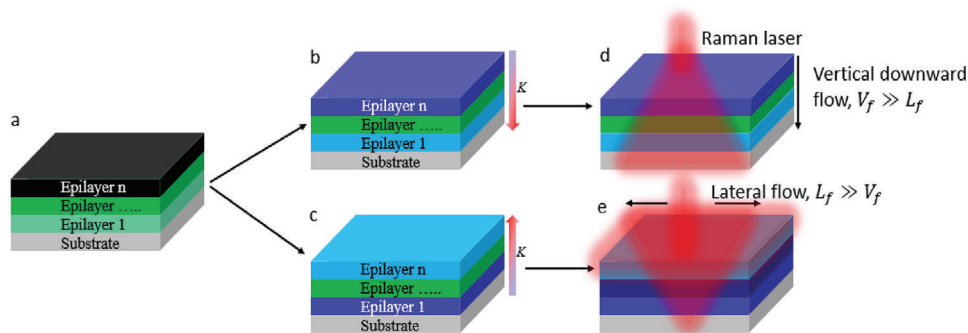 a
Epilayer n
Epilayer .....
Epilayer 1
Substrate
b
K
Epilayer n
Epilayer .....
Epilayer 1
Substrate
c
K
Epilayer n
Epilayer .....
Epilayer 1
Substrate
d
Raman laser
Vertical downward
flow, V_f ≫ L_f
e
Lateral flow, L_f ≫ V_f